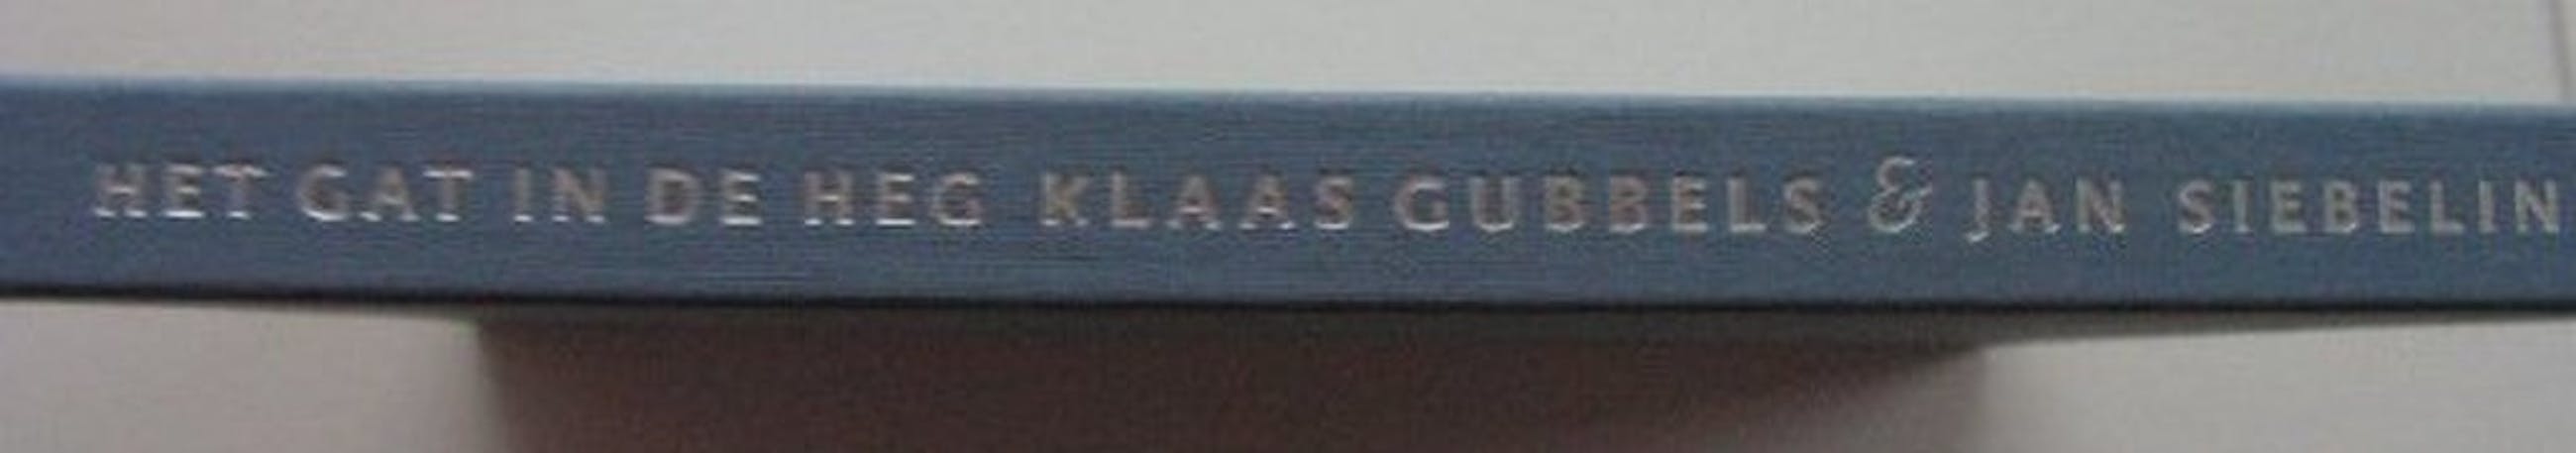 HET GAT IN DE HEG KLAAS GUBBELS & JAN SIEBELIN